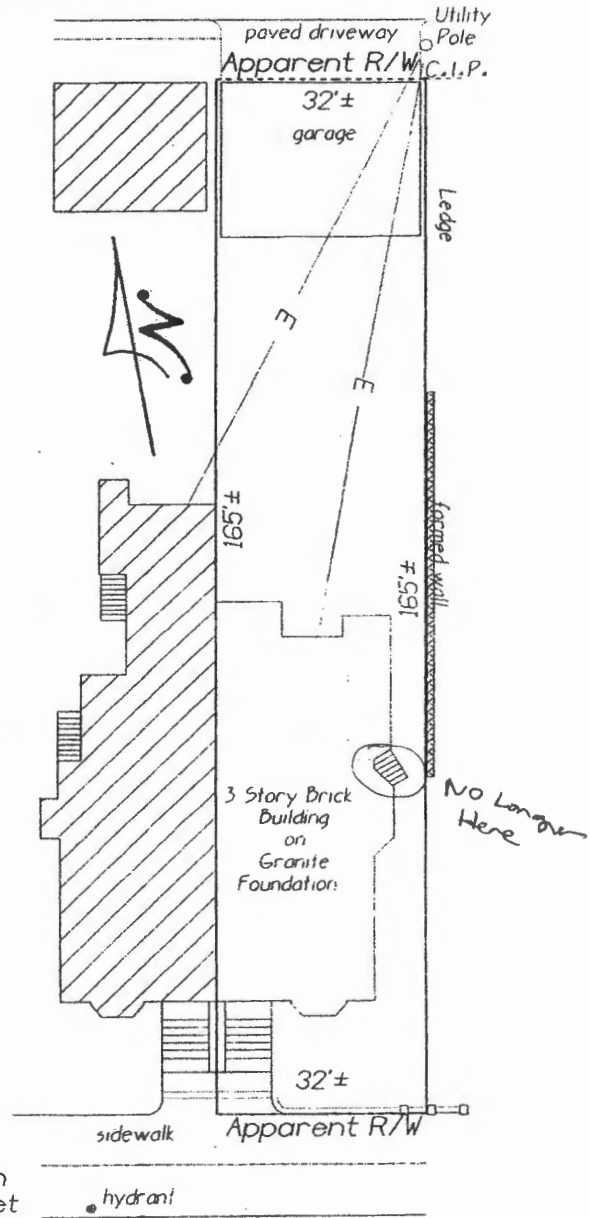 Utility
Pole
paved driveway
Apparent R/W
C.I.P.
32'±
garage
Ledge
N
E
E
165'±
formed wall
165'±
3 Story Brick
Building
on
Granite
Foundation
No Longer
Here
32'±
sidewalk
Apparent R/W
hydrant